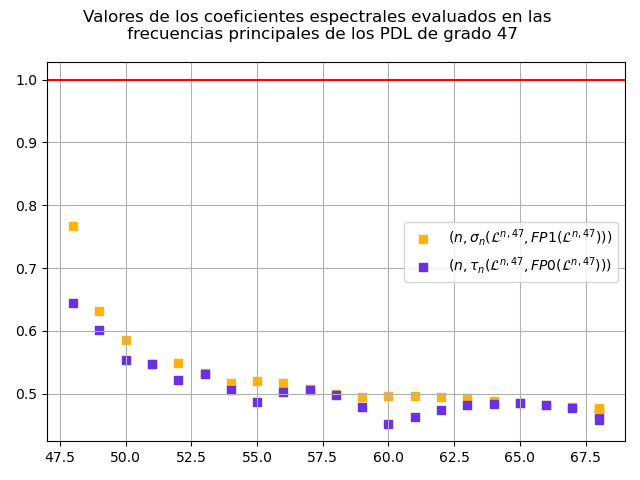 Valores de los coeficientes espectrales evaluados en las
frecuencias principales de los PDL de grado 47
1.0
0.9
0.8
0.7
0.6
0.5
(n, σₙ(ℒⁿ,⁴⁷, FP1(ℒⁿ,⁴⁷)))
(n, τₙ(ℒⁿ,⁴⁷, FP0(ℒⁿ,⁴⁷)))
47.5 50.0 52.5 55.0 57.5 60.0 62.5 65.0 67.5